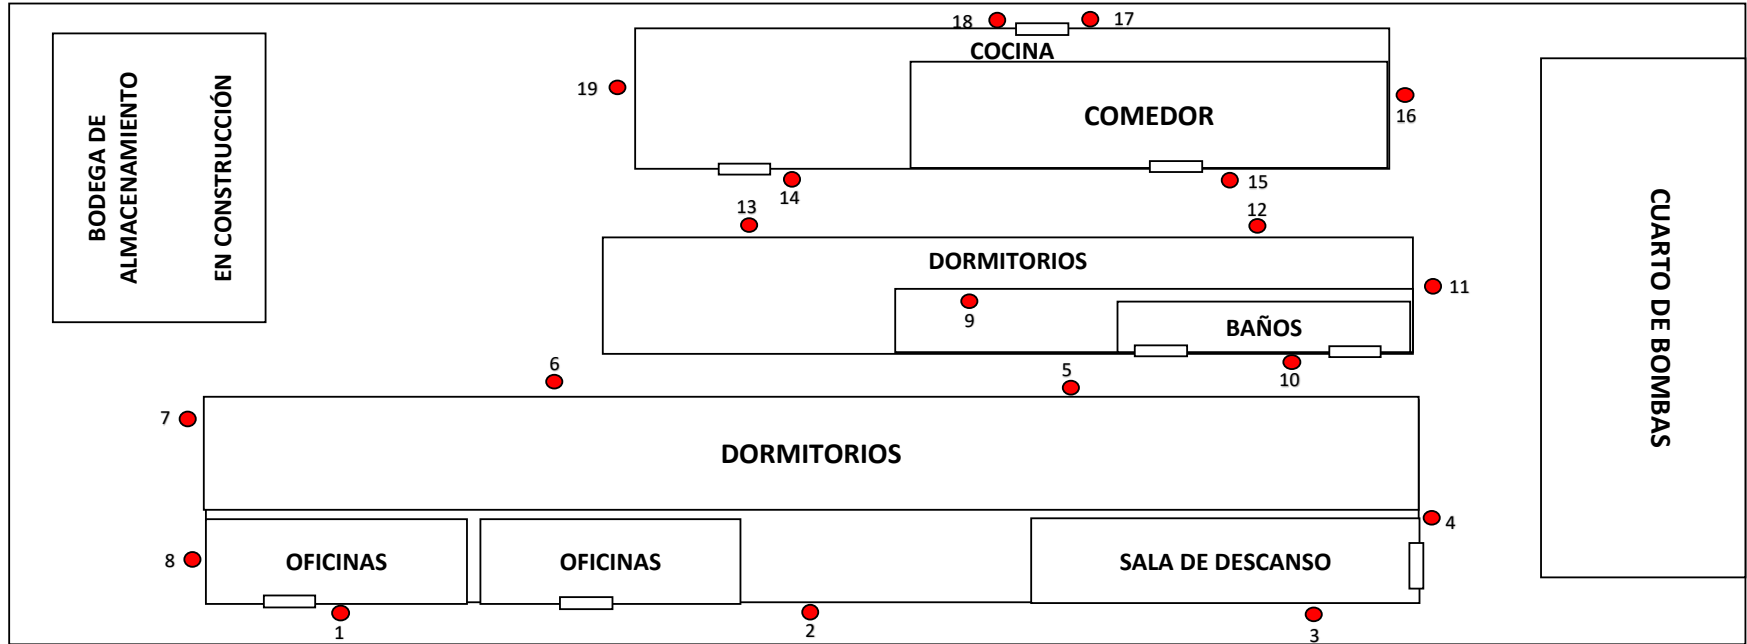 18
17
COCINA
19
COMEDOR
16
BODEGA DE
ALMACENAMIENTO
EN CONSTRUCCIÓN
14
15
13
12
CUARTO DE BOMBAS
DORMITORIOS
11
9
BAÑOS
6
5
10
7
DORMITORIOS
4
8
OFICINAS
OFICINAS
SALA DE DESCANSO
1
2
3